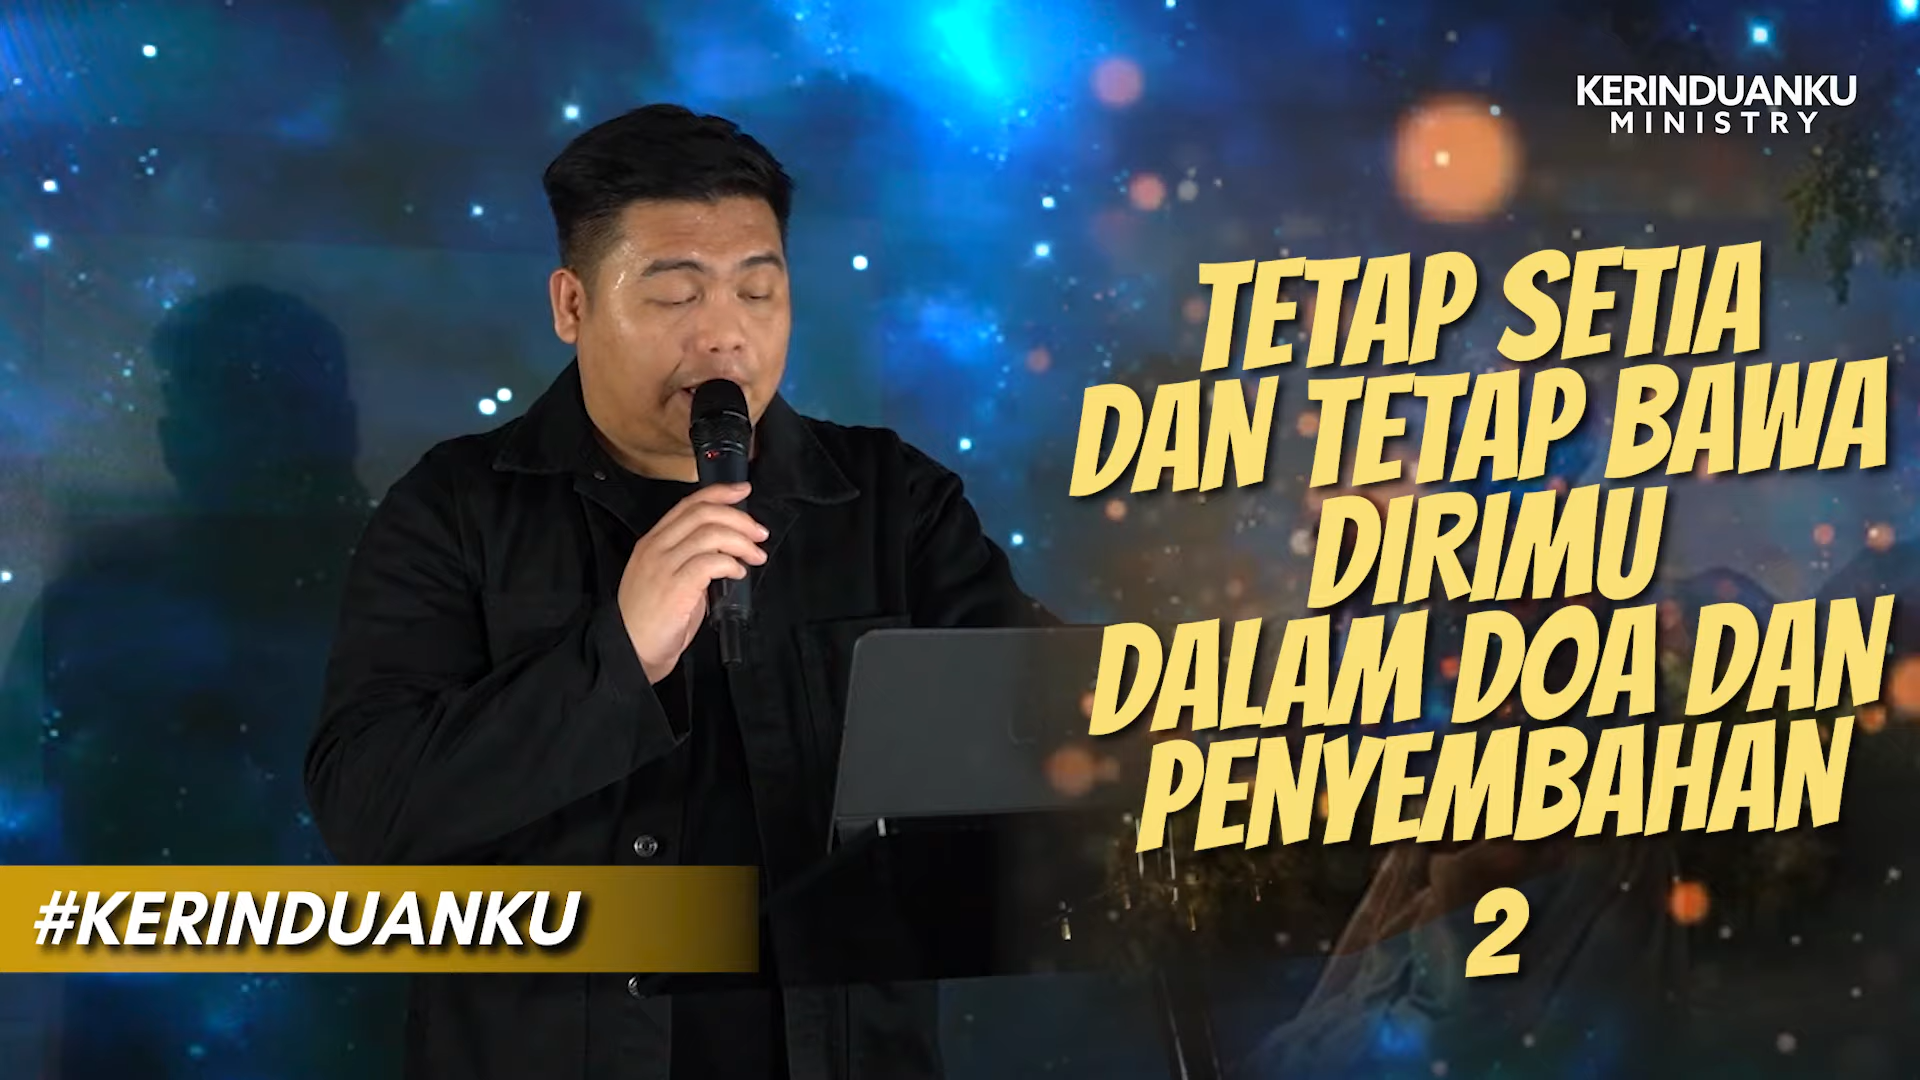 KERINDUANKU
MINISTRY
TETAP SETIA
DAN TETAP BAWA
DIRIMU
DALAM DOA DAN
PENYEMBAHAN
2
#KERINDUANKU